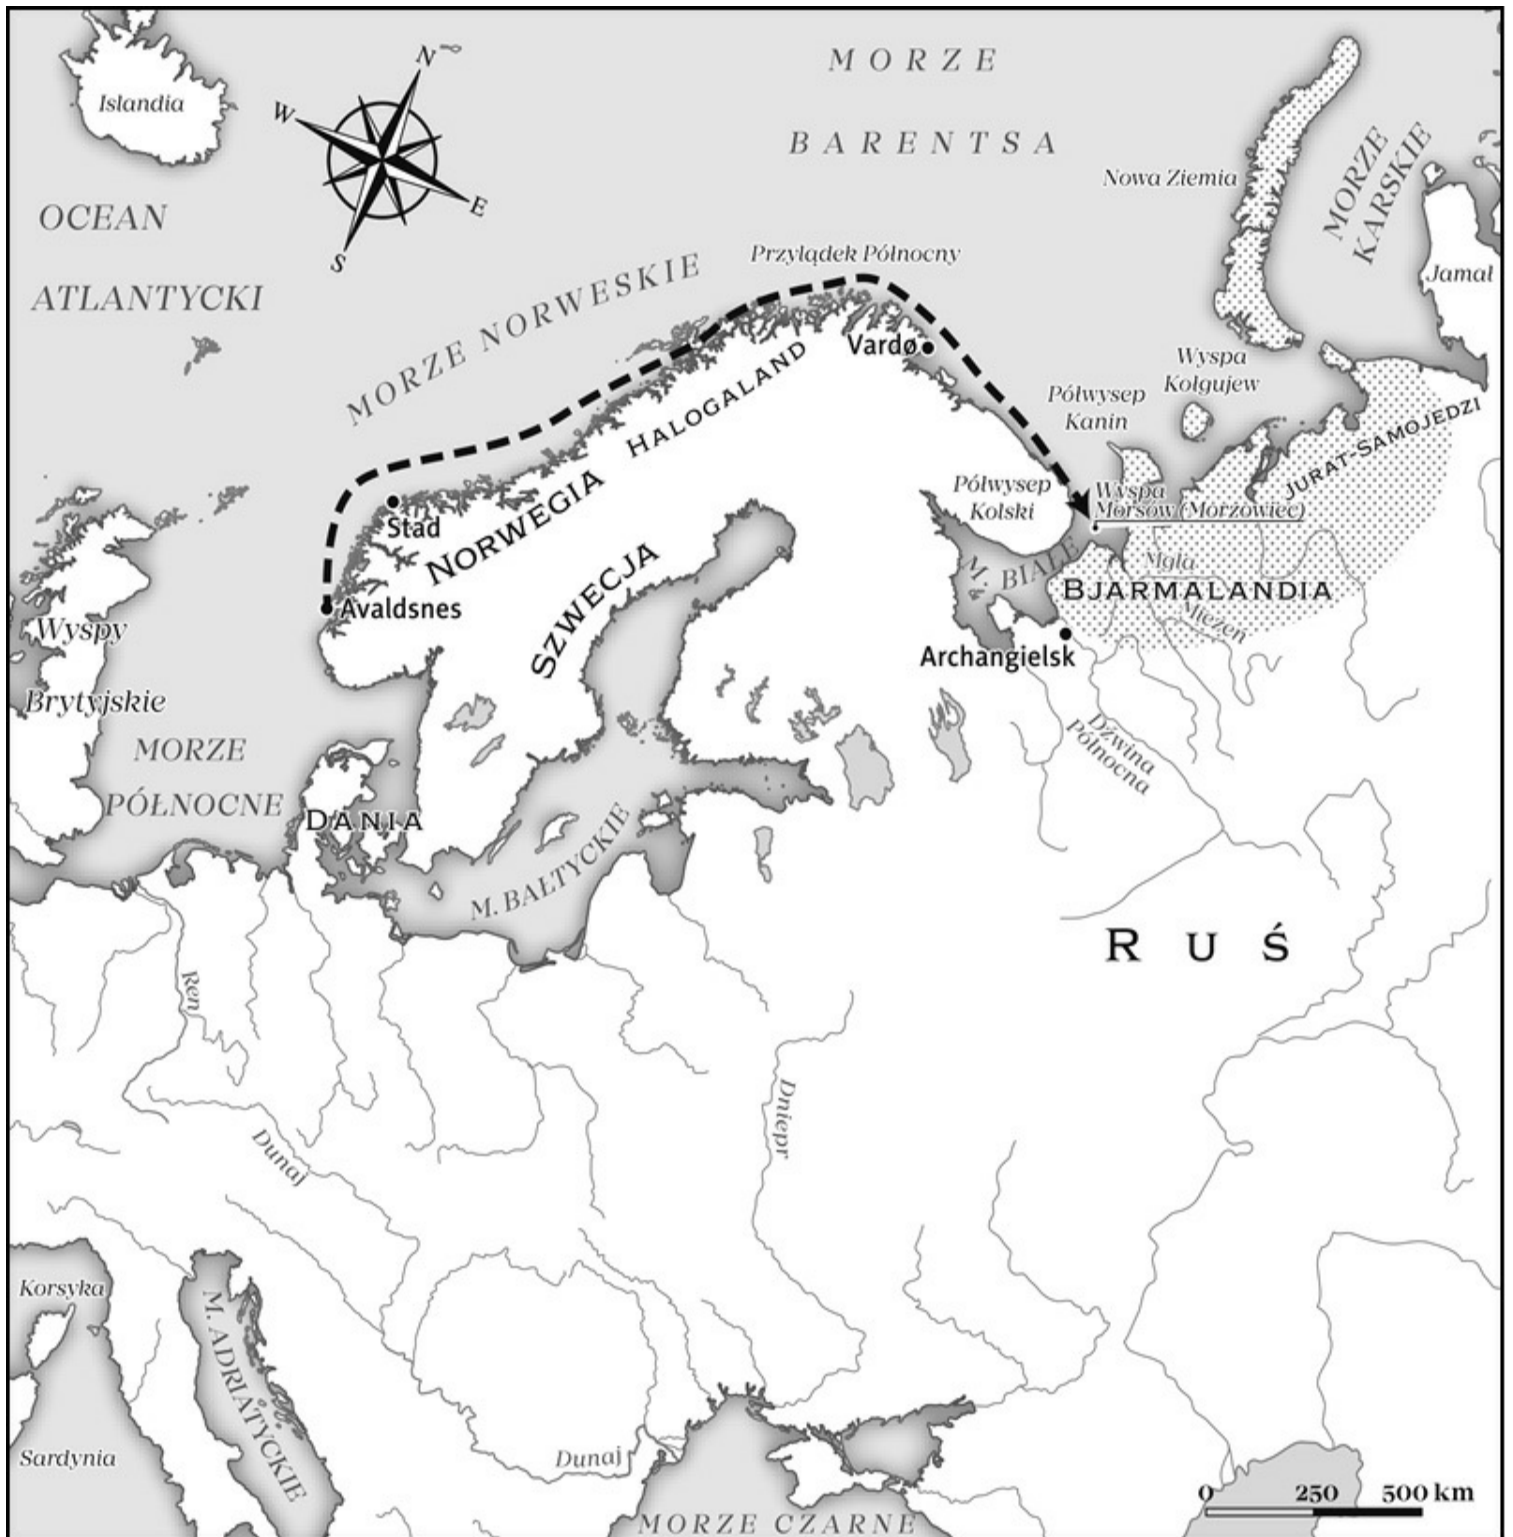 N
W
E
S
Islandia
OCEAN
ATLANTYCKI
MORZE
BARENTSA
Nowa Ziemia
MORZE
KARSKIE
Jamał
Przylądek Północny
MORZE NORWESKIE
Vardø
HALOGALAND
Wyspa
Kołgujew
Półwysep
Kanin
JURAT-SAMOJEDZI
Półwysep
Kolski
Wyspa
Morsów (Morżowiec)
Stad
NORWEGIA
SZWECJA
M. BIAŁE
Mgła
BJARMALANDIA
Miezeń
Avaldsnes
Archangielsk
Wyspy
Brytyjskie
MORZE
PÓŁNOCNE
DANIA
M. BAŁTYCKIE
Dźwina
Północna
RUŚ
Ren
Dniepr
Dunaj
Korsyka
M. ADRIATYCKIE
Sardynia
Dunaj
MORZE CZARNE
0 250 500 km